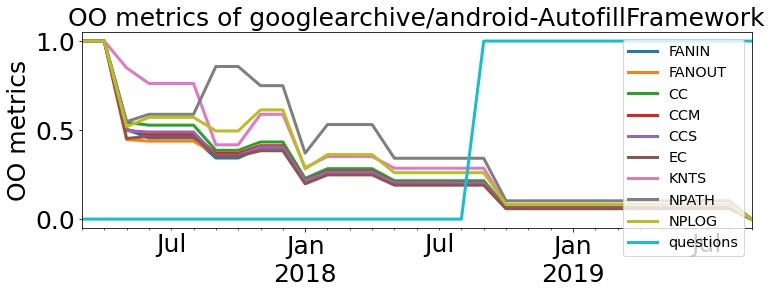 OO metrics of googlearchive/android-AutofillFramework
OO metrics
1.0
0.5
0.0
Jul
Jan
2018
Jul
Jan
2019
Jul
FANIN
FANOUT
CC
CCM
CCS
EC
KNTS
NPATH
NPLOG
questions